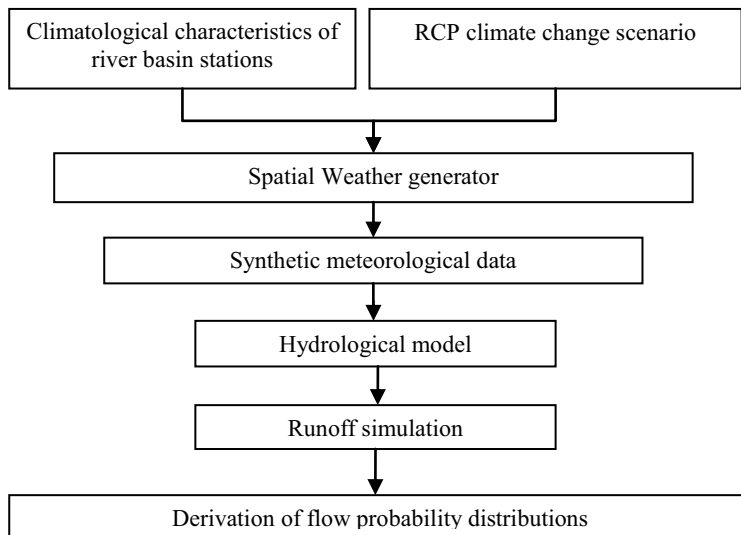 Climatological characteristics of
river basin stations
RCP climate change scenario
Spatial Weather generator
Synthetic meteorological data
Hydrological model
Runoff simulation
Derivation of flow probability distributions